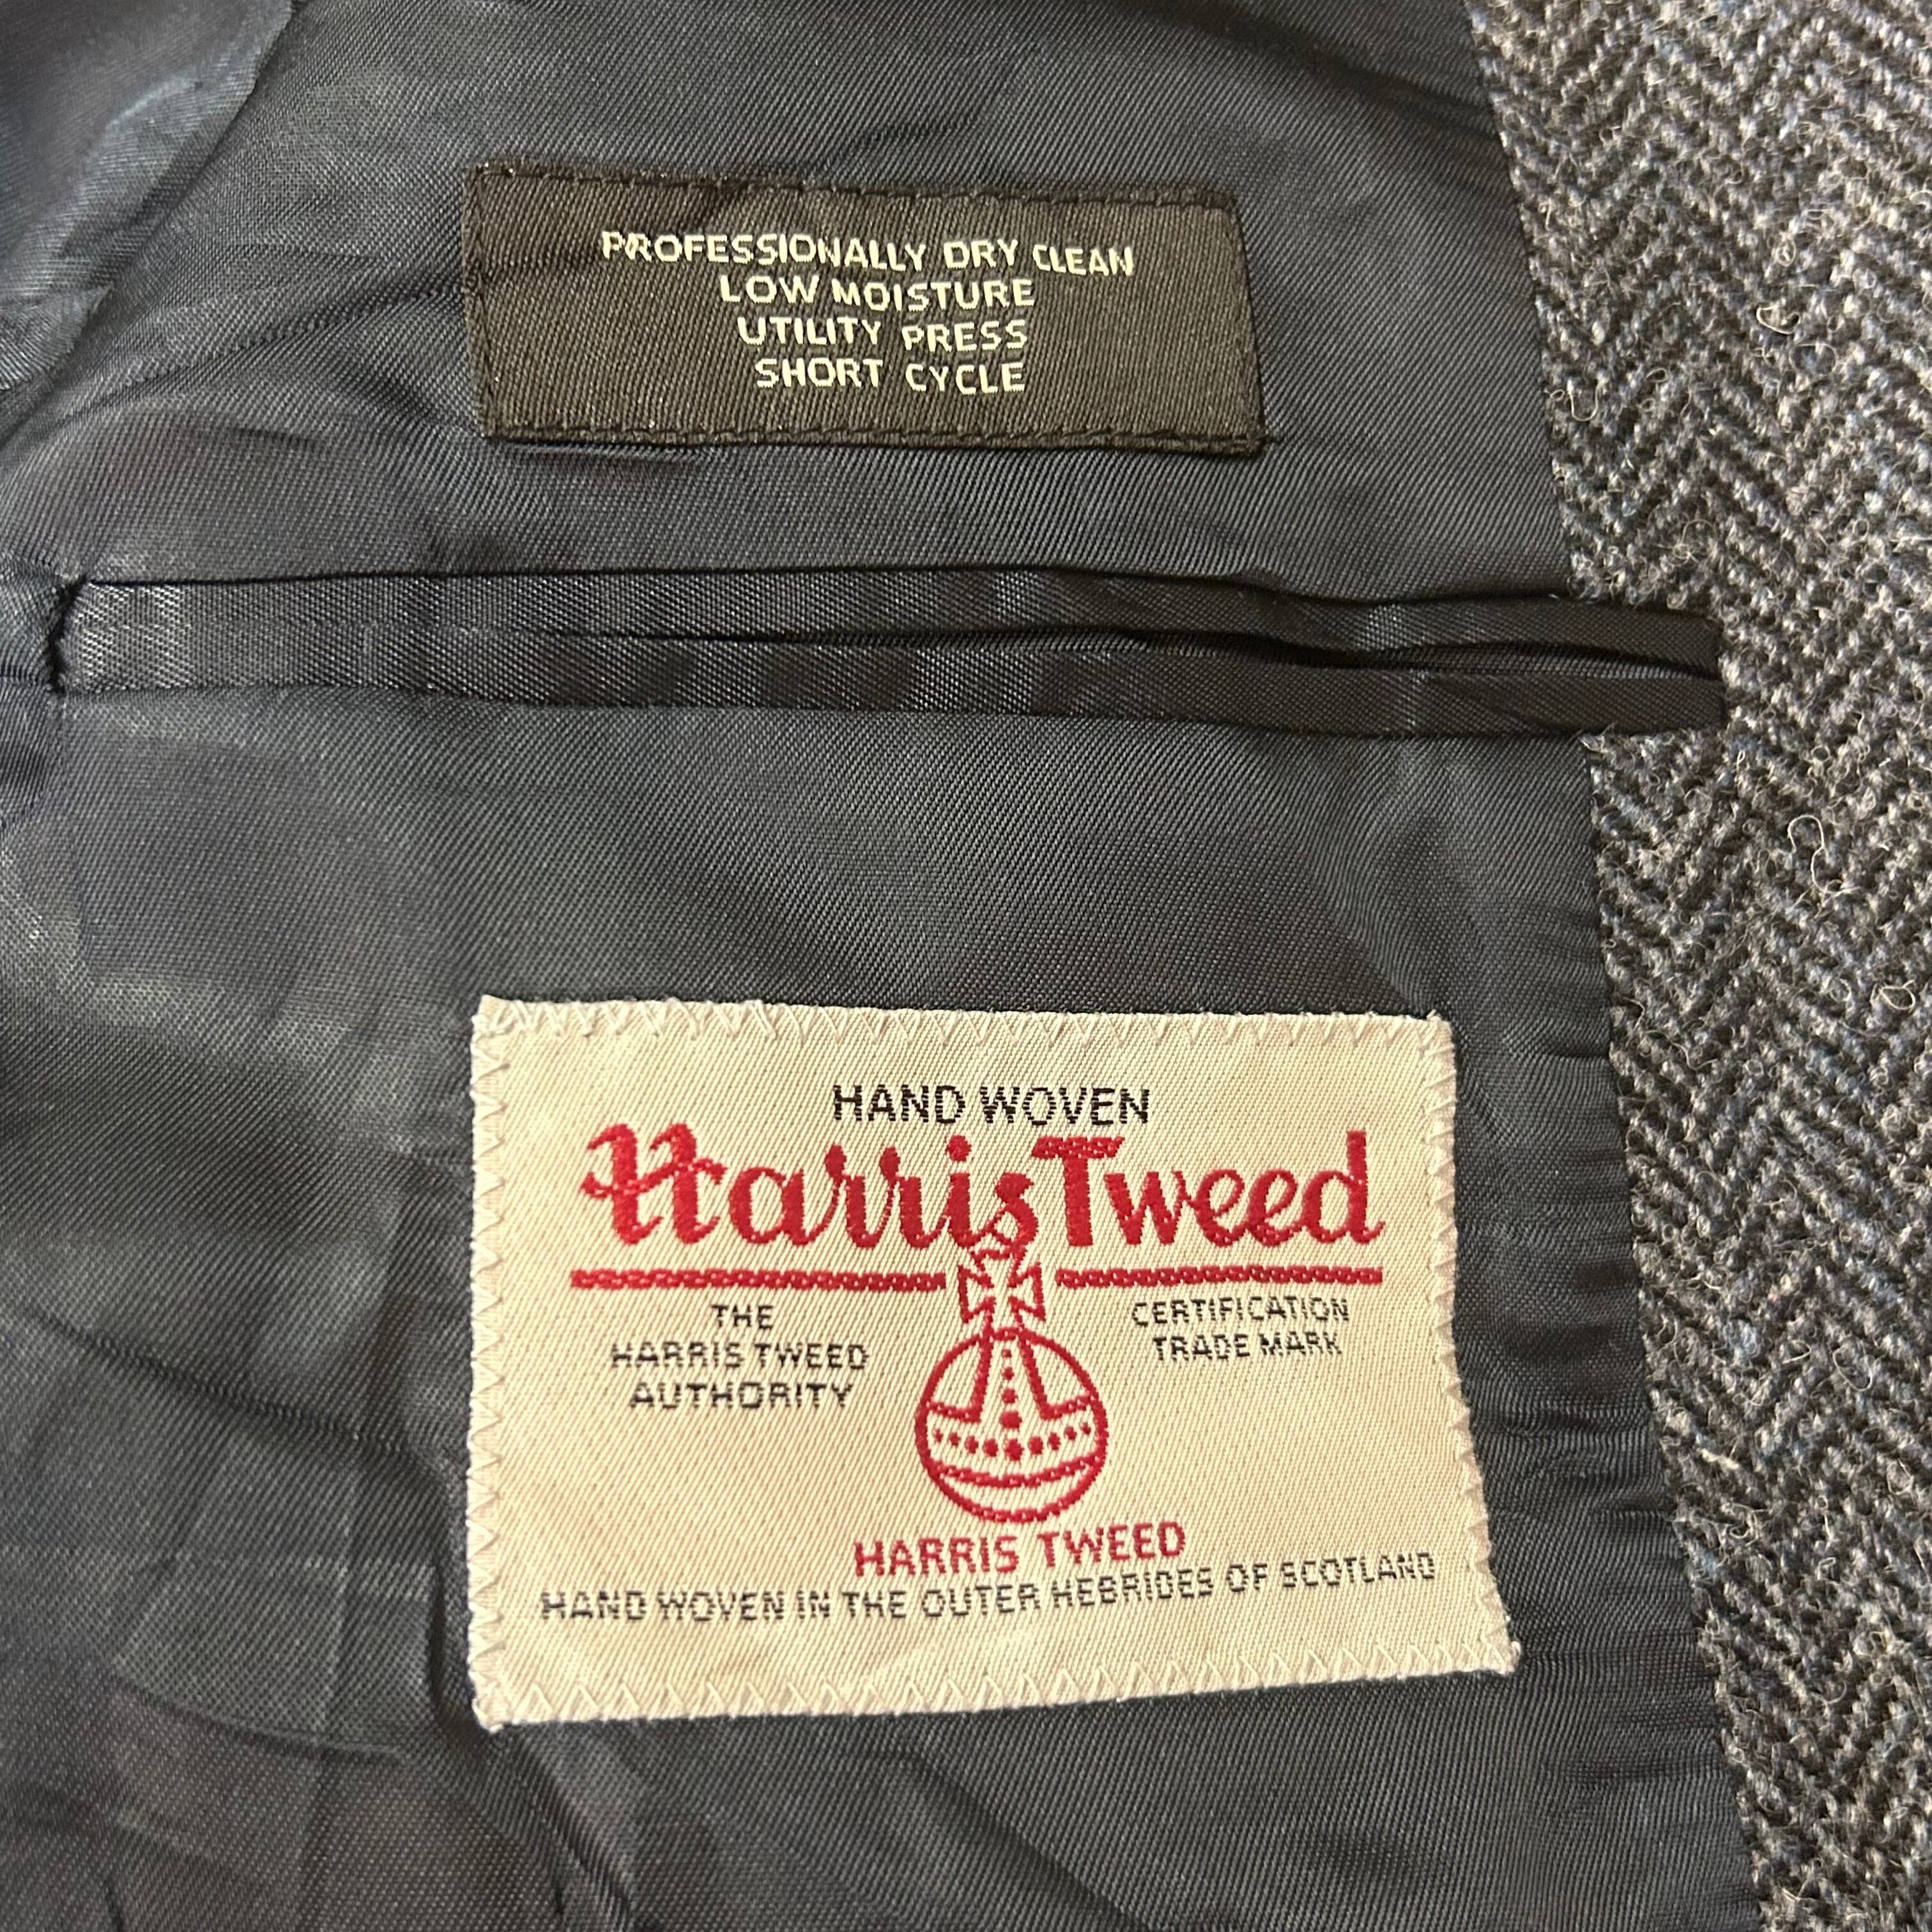 PROFESSIONALLY DRY CLEAN
LOW MOISTURE
UTILITY PRESS
SHORT CYCLE
HAND WOVEN
Harris Tweed
THE
HARRIS TWEED
AUTHORITY
CERTIFICATION
TRADE MARK
HARRIS TWEED
HAND WOVEN IN THE OUTER HEBRIDES OF SCOTLAND